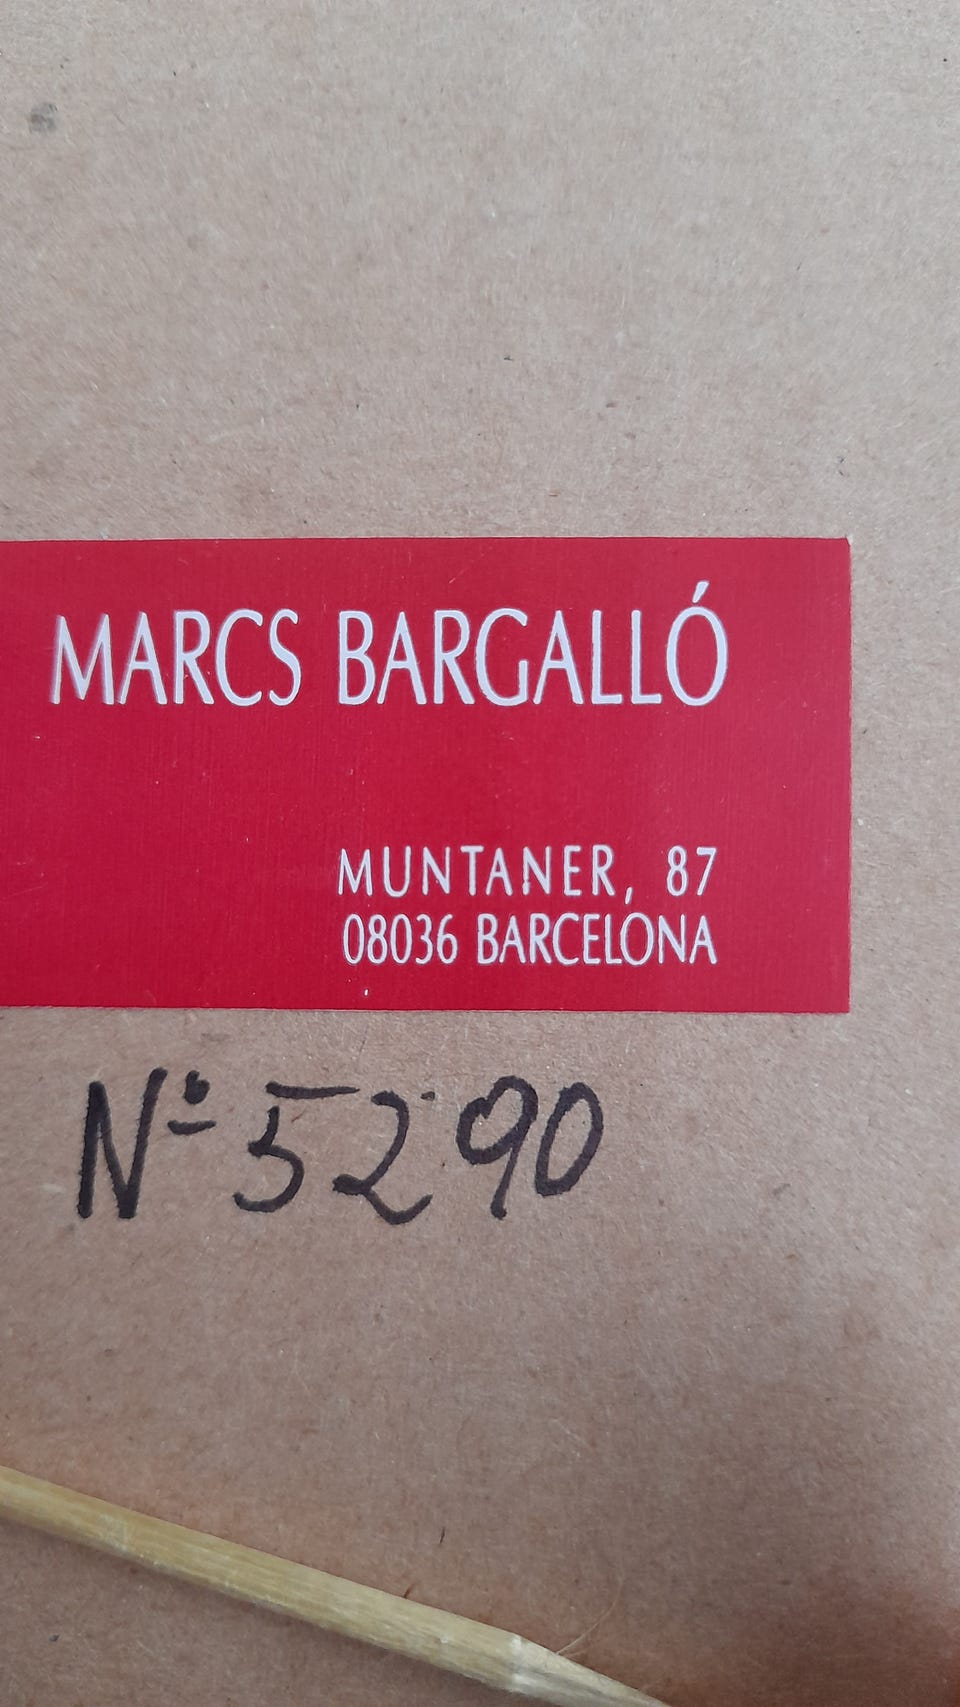 MARCS BARGALLÓ
MUNTANER, 87
08036 BARCELONA
Nº 5290